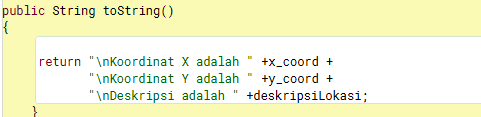 public String toString()
{
return "\nKoordinat X adalah " +x_coord +
"\nKoordinat Y adalah " +y_coord +
"\nDeskripsi adalah " +deskripsiLokasi;
}